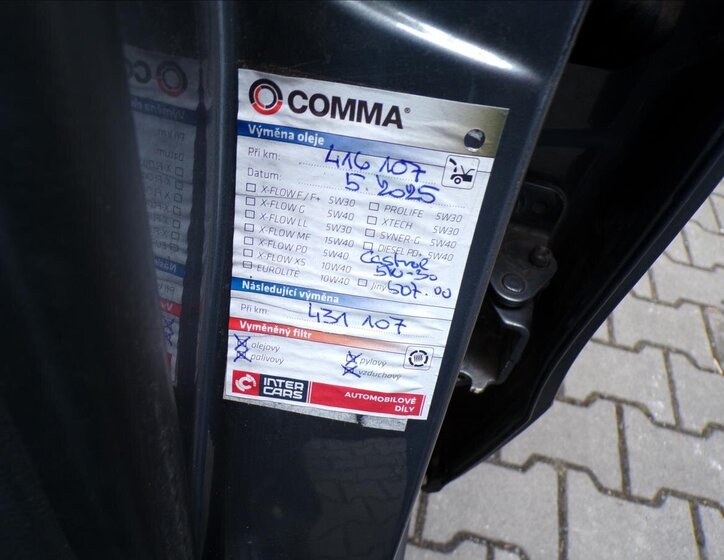 COMMA®
Výměna oleje
Při km: 416 107
Datum: 5.2025
X-FLOW F / F+ 5W30 PROLIFE 5W30
X-FLOW G 5W40 XTECH 5W30
X-FLOW LL 5W30 SYNER-G 5W40
X-FLOW MF 15W40 DIESEL PD+ 5W40
X-FLOW PD 5W40 Castrol
X-FLOW XS 10W40 5W-30
EUROLITE 10W40 Jiný 507.00
Následující výměna
Při km: 431 107
Vyměněný filtr
olejový pylový
palivový vzduchový
INTER CARS
AUTOMOBILOVÉ
DÍLY